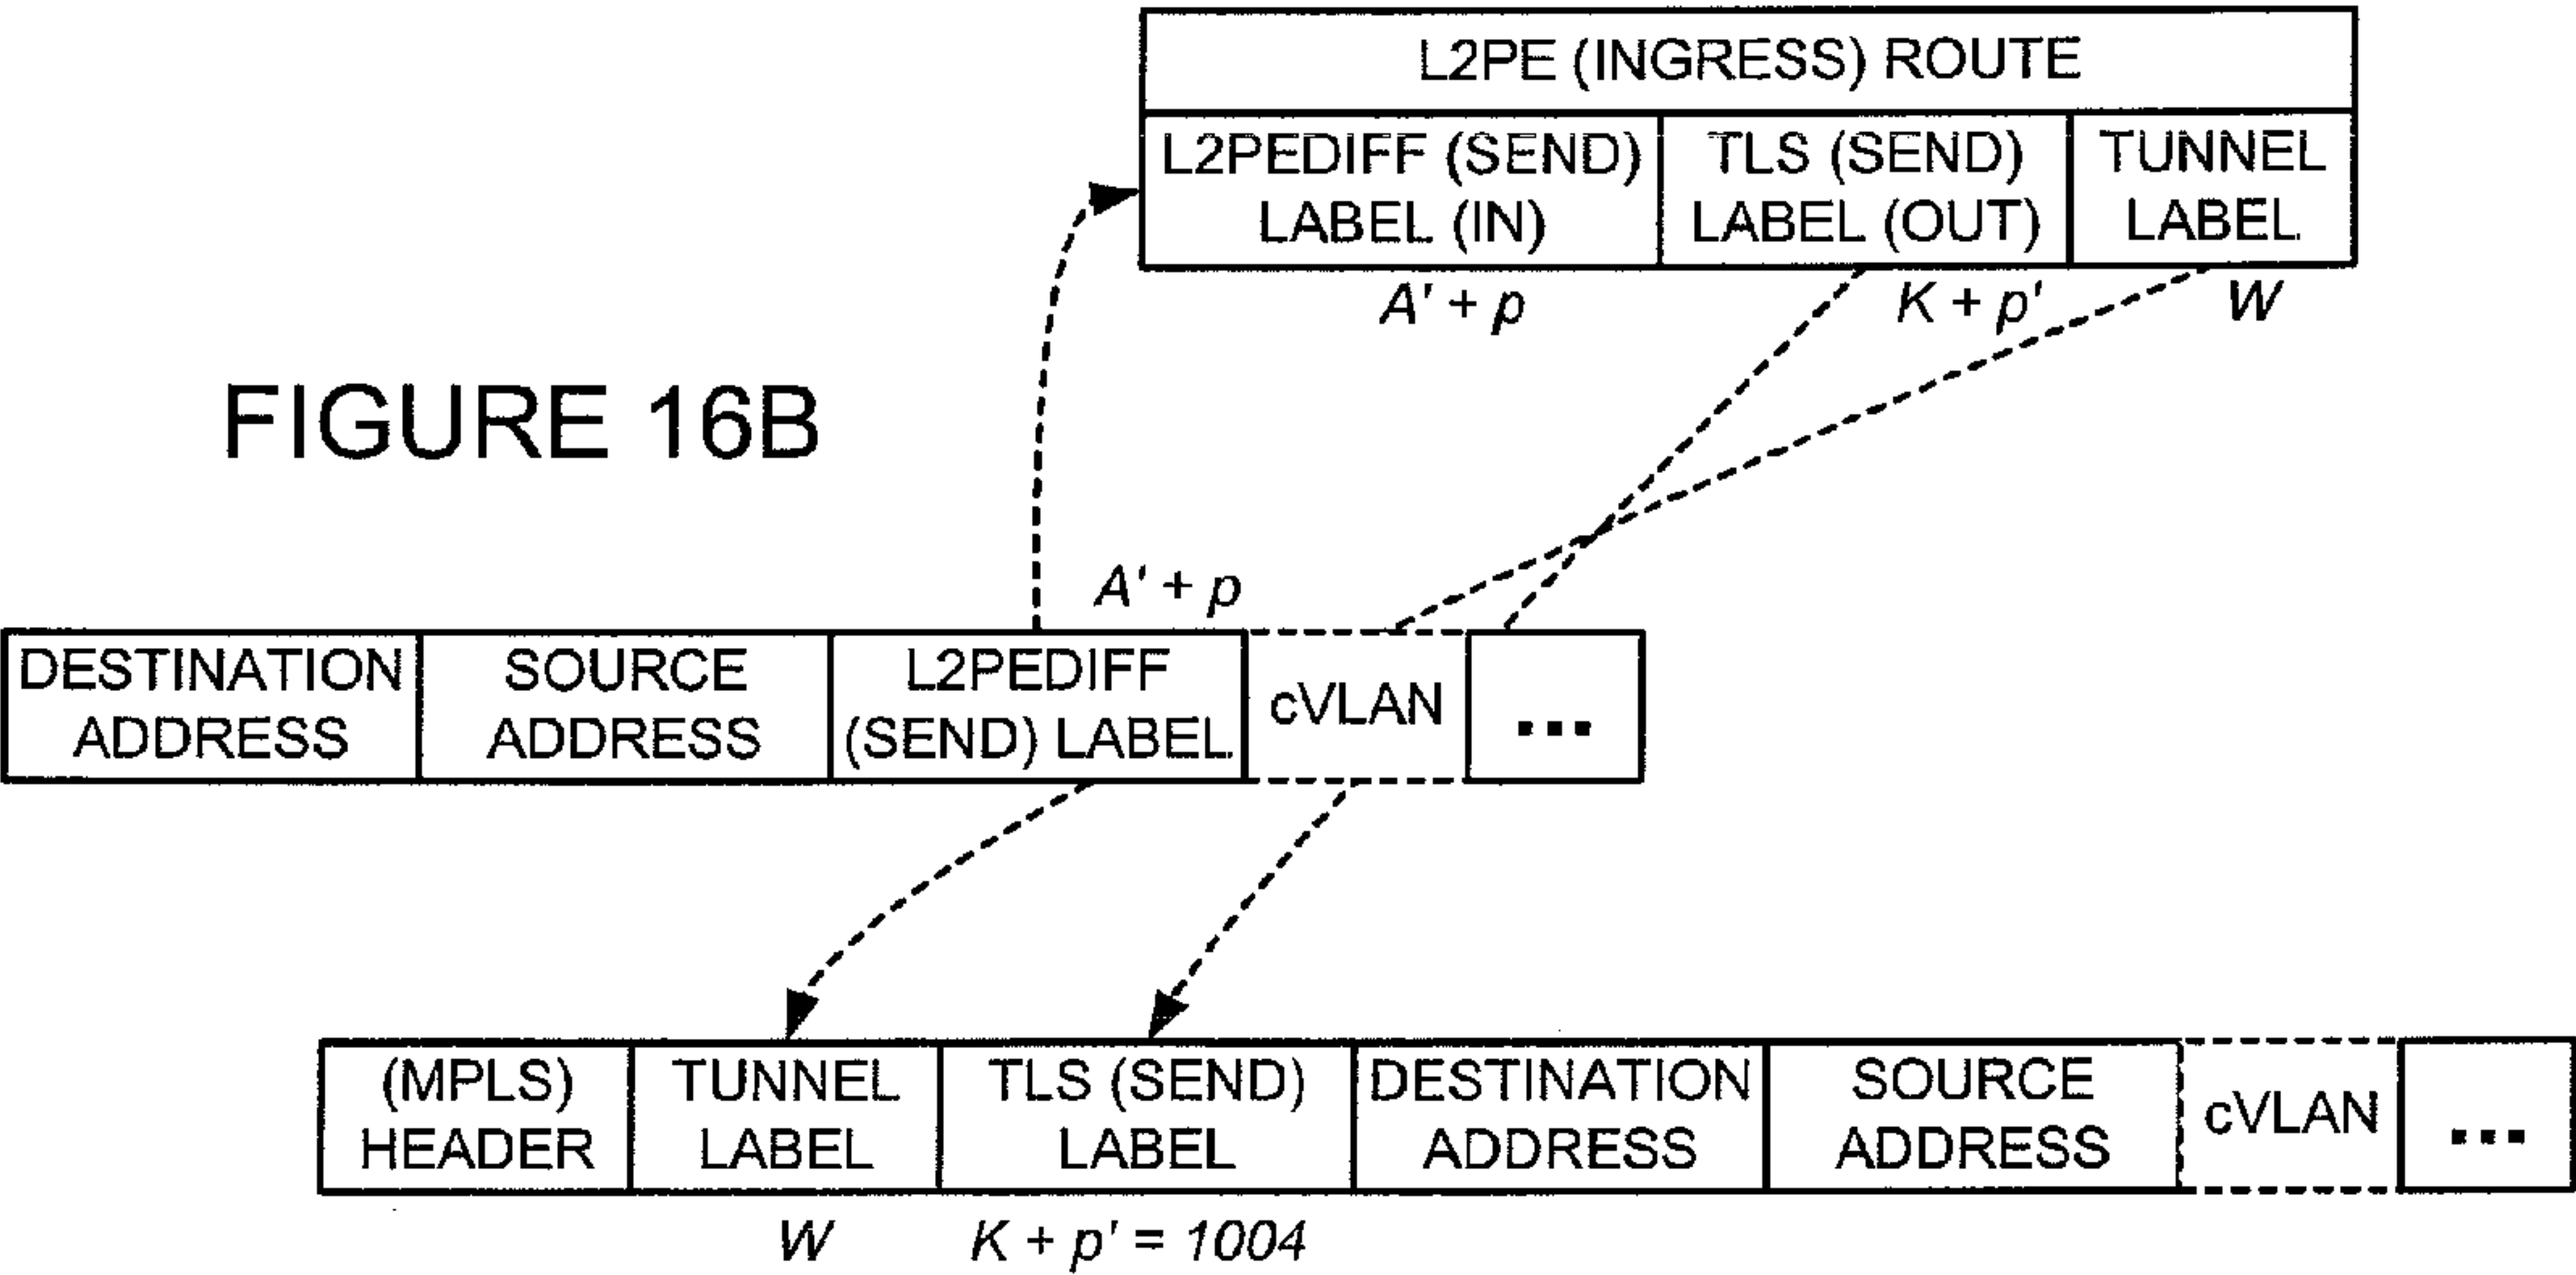 L2PE (INGRESS) ROUTE
L2PEDIFF (SEND) LABEL (IN)
TLS (SEND) LABEL (OUT)
TUNNEL LABEL
A' + p
K + p'
W
FIGURE 16B
A' + p
DESTINATION ADDRESS
SOURCE ADDRESS
L2PEDIFF (SEND) LABEL
cVLAN
...
(MPLS) HEADER
TUNNEL LABEL
TLS (SEND) LABEL
DESTINATION ADDRESS
SOURCE ADDRESS
cVLAN
...
W
K + p' = 1004